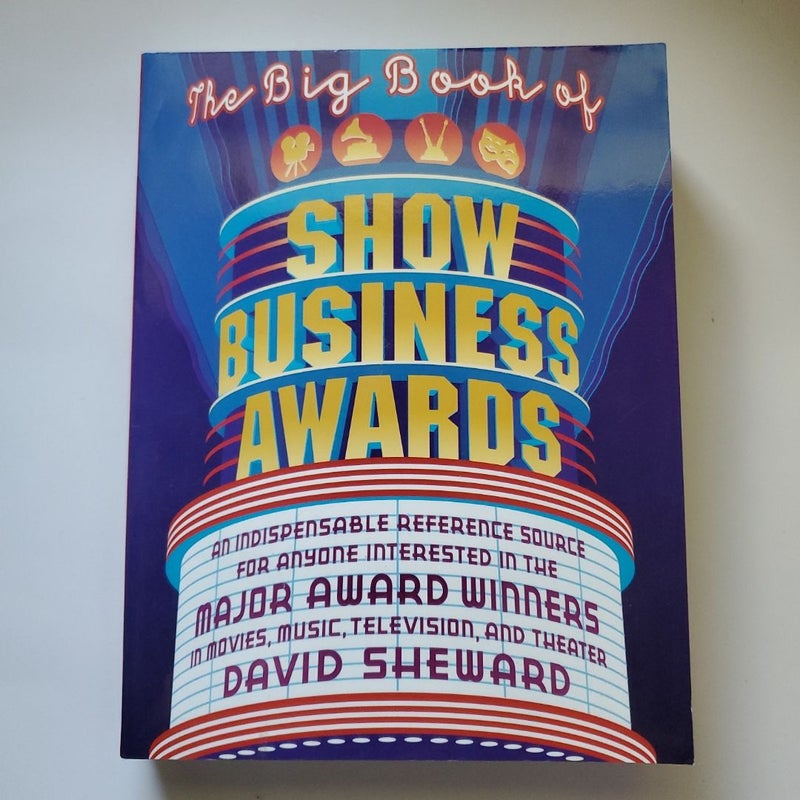 The Big Book of
SHOW
BUSINESS
AWARDS
AN INDISPENSABLE REFERENCE SOURCE
FOR ANYONE INTERESTED IN THE
MAJOR AWARD WINNERS
IN MOVIES, MUSIC, TELEVISION, AND THEATER
DAVID SHEWARD